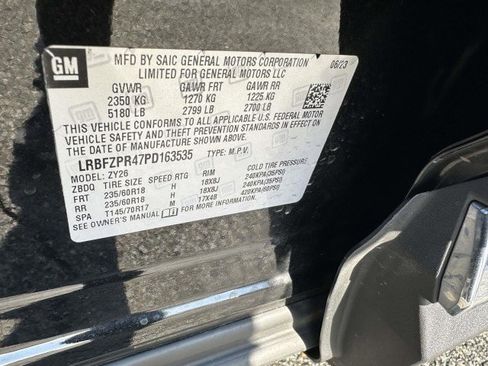 GM
MFD BY SAIC GENERAL MOTORS CORPORATION 06/23
LIMITED FOR GENERAL MOTORS LLC
GVWR GAWR FRT GAWR RR
2350 KG 1270 KG 1225 KG
5180 LB 2799 LB 2700 LB
THIS VEHICLE CONFORMS TO ALL APPLICABLE U.S. FEDERAL
MOTOR VEHICLE SAFETY, BUMPER, AND THEFT PREVENTION STANDARDS
IN EFFECT ON THE DATE OF MANUFACTURE SHOWN ABOVE.
LRBFZPR47PD163535 TYPE: M.P.V.
MODEL: ZY26
ZBDQ TIRE SIZE SPEED RTG RIM COLD TIRE PRESSURE
FRT 235/60R18 H 18X8J 240KPA(35PSI)
RR 235/60R18 H 18X8J 240KPA(35PSI)
SPA T145/70R17 M 17X4B 420KPA(60PSI)
SEE OWNER'S MANUAL FOR MORE INFORMATION.